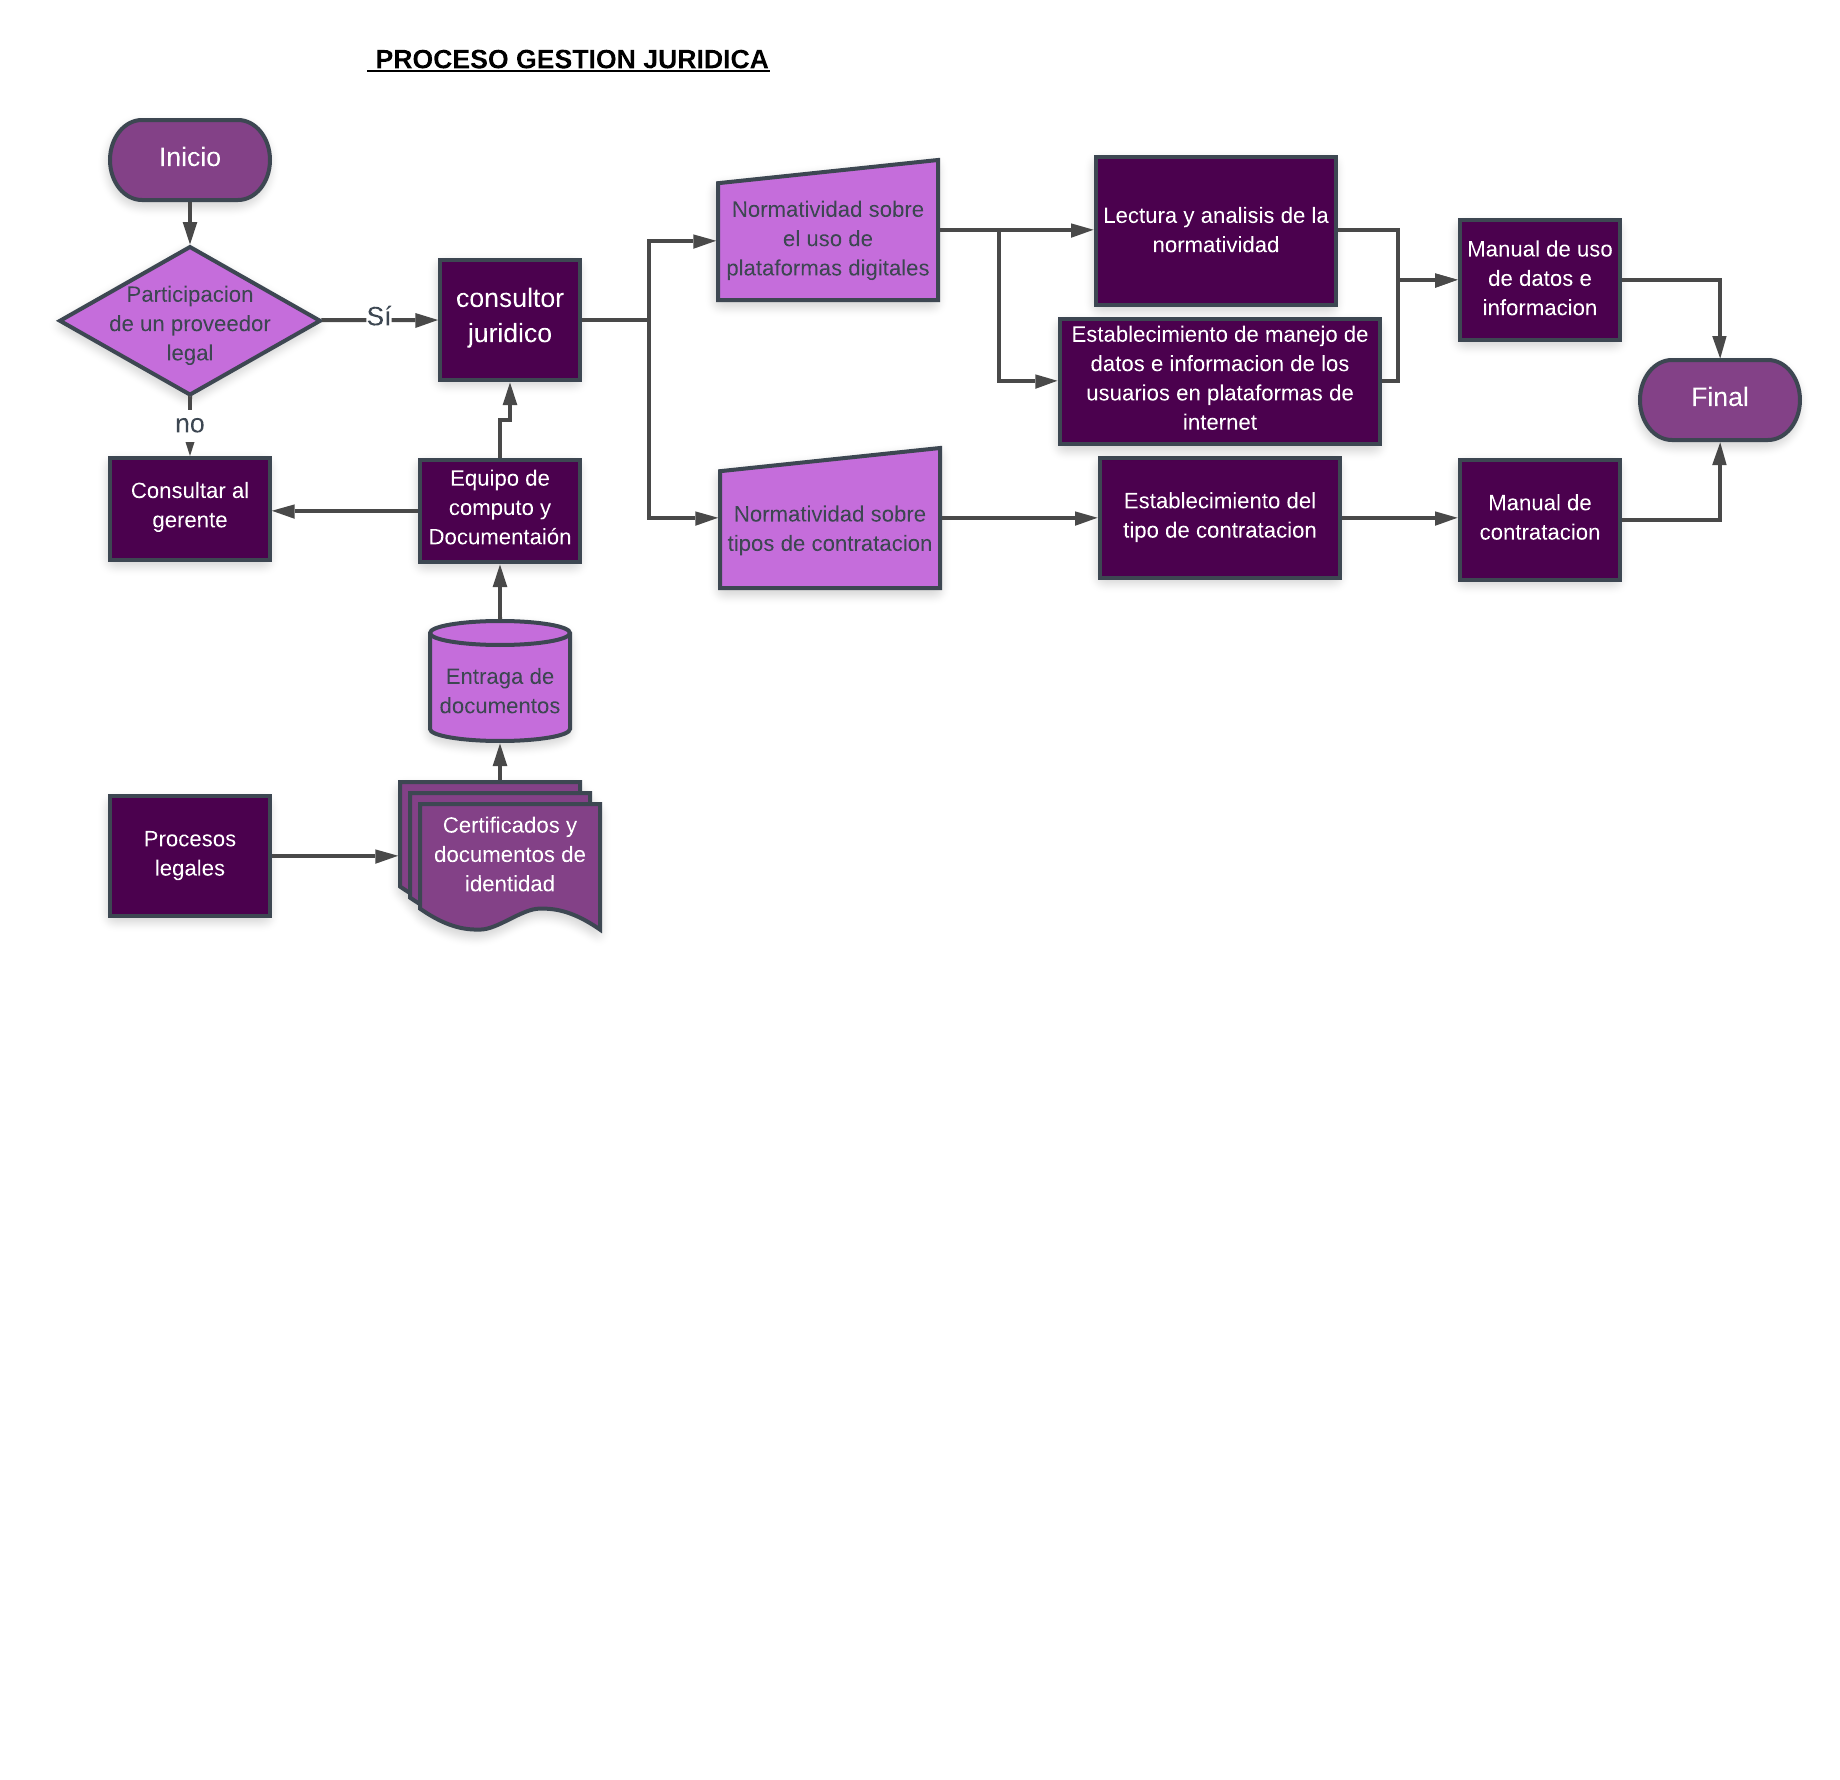 PROCESO GESTION JURIDICA
Inicio
Participacion
de un proveedor
legal
Sí
no
Consultar al
gerente
consultor
juridico
Equipo de
computo y
Documentaión
Entraga de
documentos
Procesos
legales
Certificados y
documentos de
identidad
Normatividad sobre
el uso de
plataformas digitales
Normatividad sobre
tipos de contratacion
Lectura y analisis de la
normatividad
Establecimiento de manejo de
datos e informacion de los
usuarios en plataformas de
internet
Establecimiento del
tipo de contratacion
Manual de uso
de datos e
informacion
Manual de
contratacion
Final